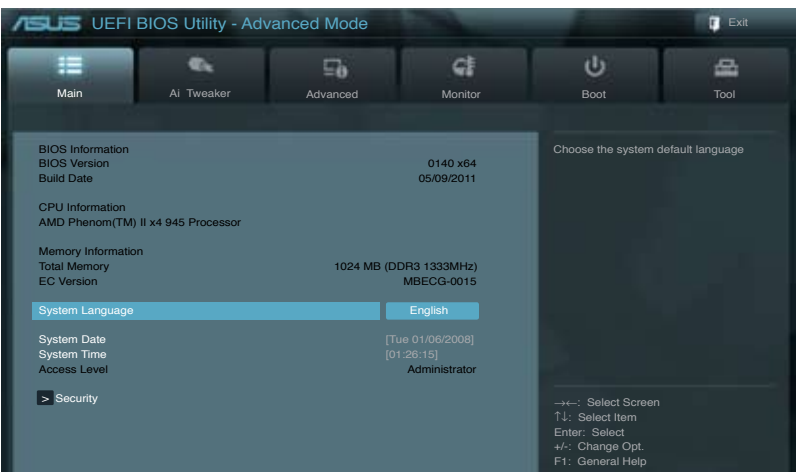 ASUS UEFI BIOS Utility - Advanced Mode
Exit
Main
Ai Tweaker
Advanced
Monitor
Boot
Tool
BIOS Information
BIOS Version 0140 x64
Build Date 05/09/2011
CPU Information
AMD Phenom(TM) II x4 945 Processor
Memory Information
Total Memory 1024 MB (DDR3 1333MHz)
EC Version MBECG-0015
System Language English
System Date [Tue 01/06/2008]
System Time [01:26:15]
Access Level Administrator
> Security
Choose the system default language
→←: Select Screen
↑↓: Select Item
Enter: Select
+/-: Change Opt.
F1: General Help